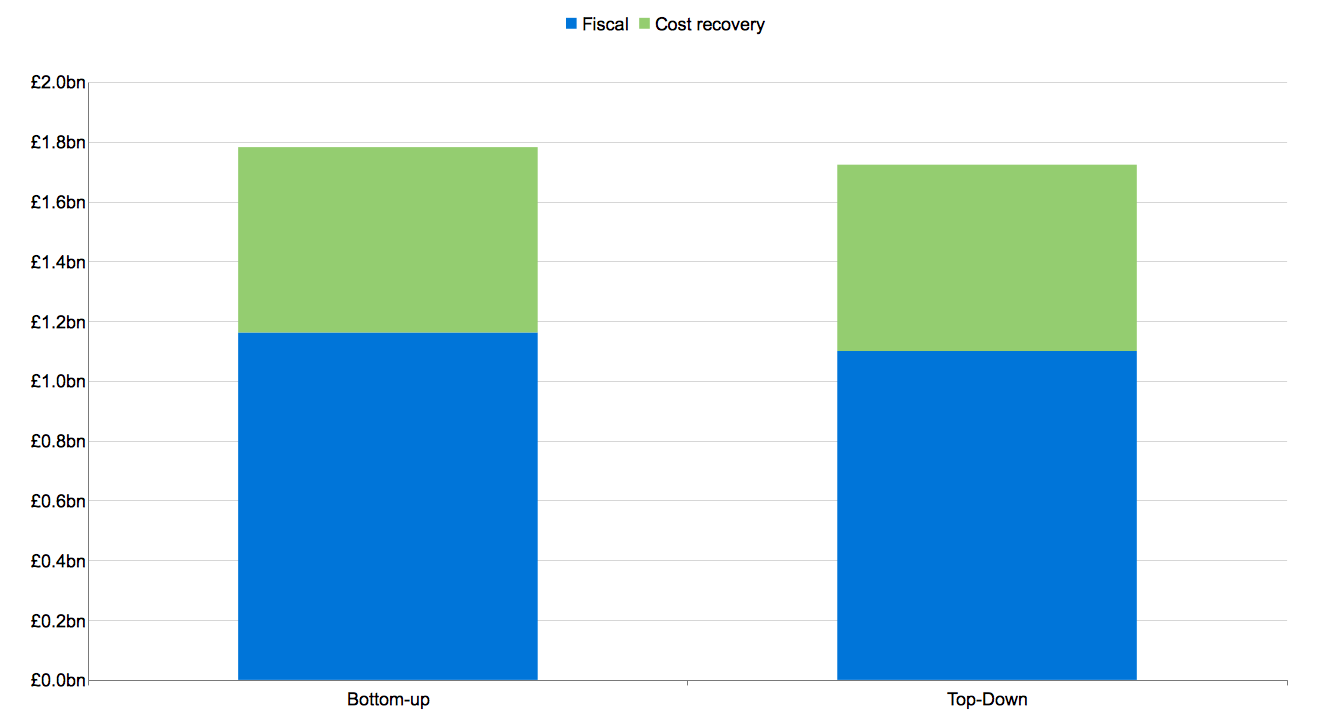 Fiscal Cost recovery
£2.0bn
£1.8bn
£1.6bn
£1.4bn
£1.2bn
£1.0bn
£0.8bn
£0.6bn
£0.4bn
£0.2bn
£0.0bn
Bottom-up Top-Down